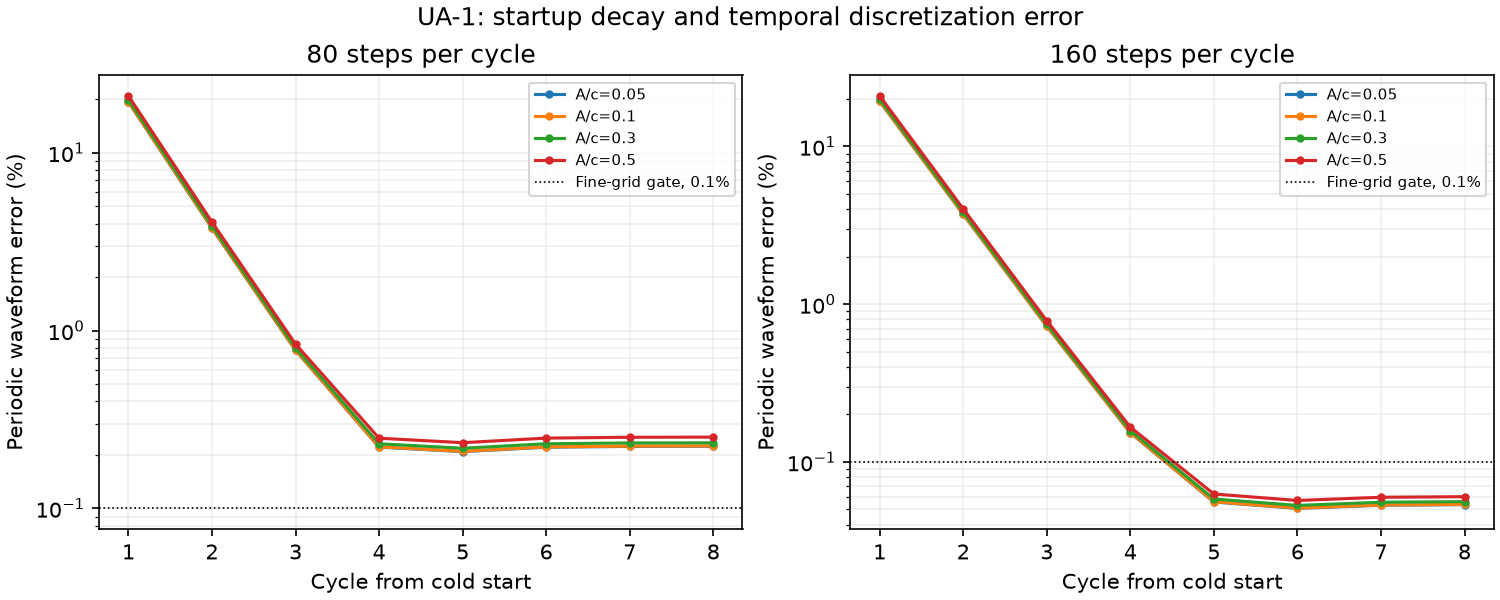 UA-1: startup decay and temporal discretization error
80 steps per cycle
Periodic waveform error (%)
10¹
10⁰
10⁻¹
A/c=0.05
A/c=0.1
A/c=0.3
A/c=0.5
Fine-grid gate, 0.1%
1 2 3 4 5 6 7 8
Cycle from cold start
160 steps per cycle
Periodic waveform error (%)
10¹
10⁰
10⁻¹
A/c=0.05
A/c=0.1
A/c=0.3
A/c=0.5
Fine-grid gate, 0.1%
1 2 3 4 5 6 7 8
Cycle from cold start